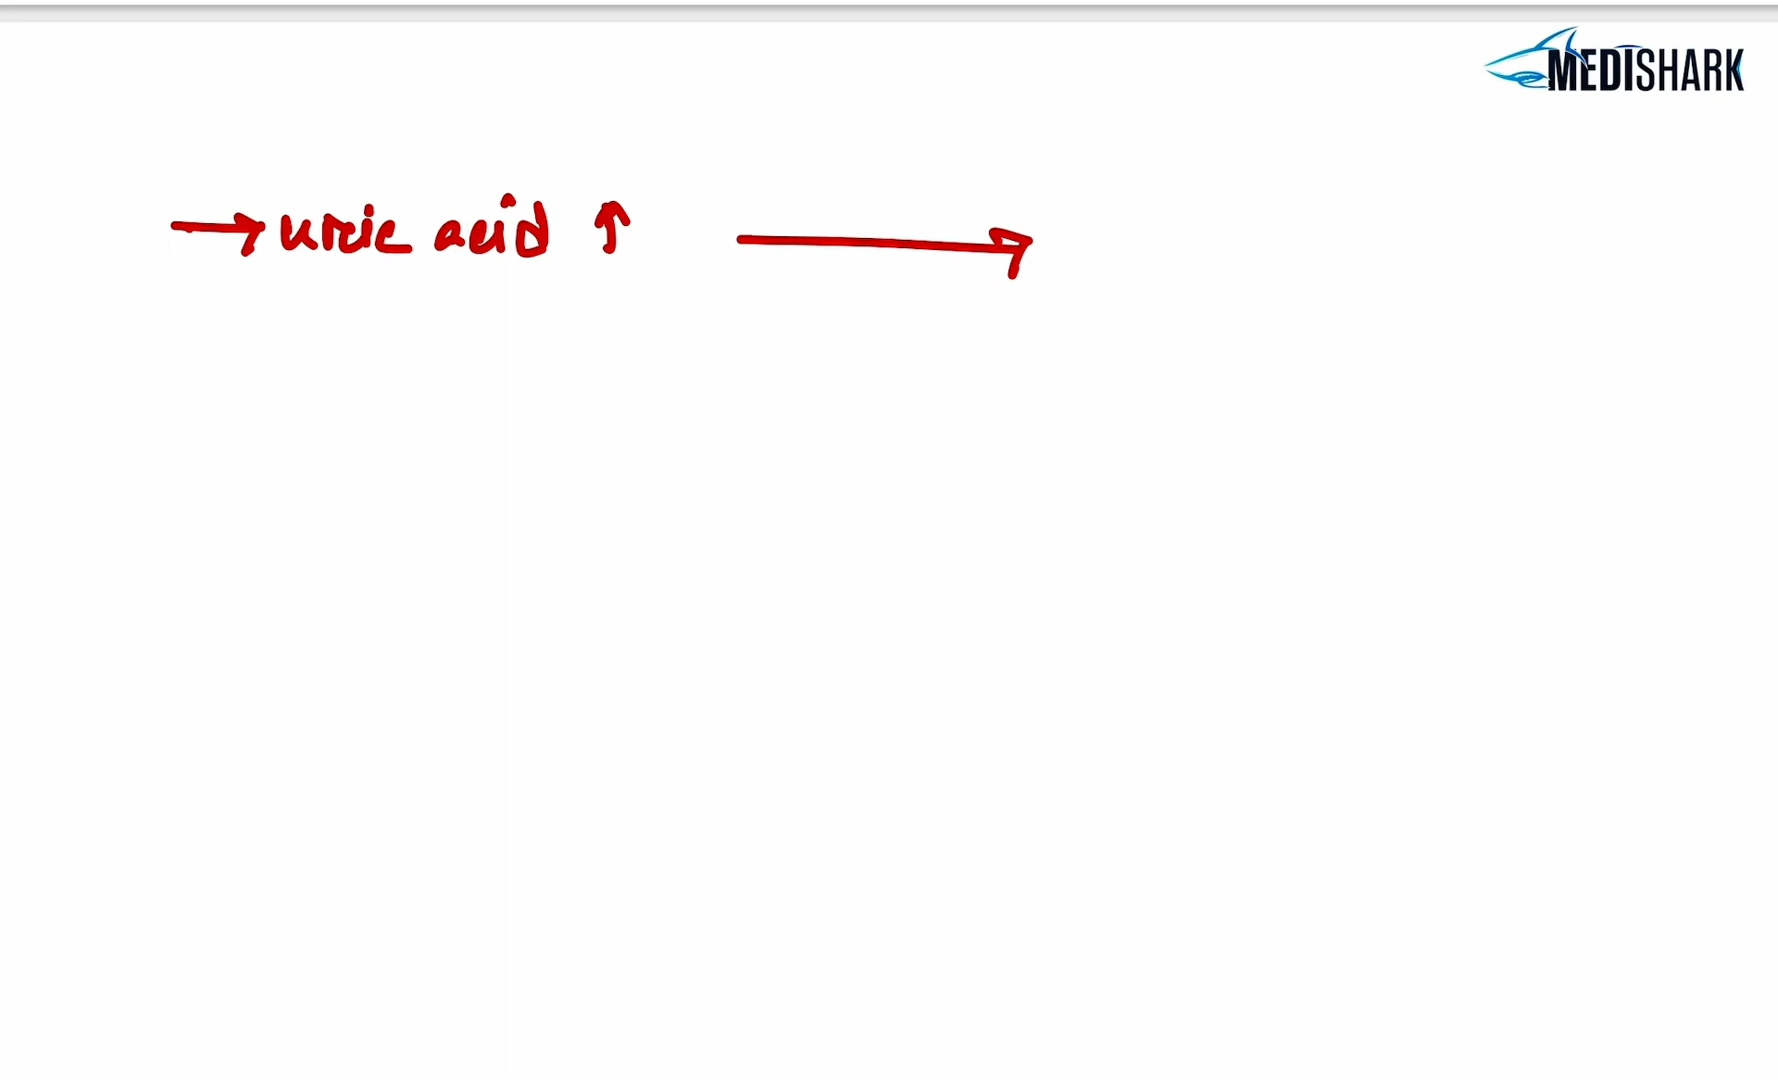 MEDISHARK
→ uric acid ↑ →